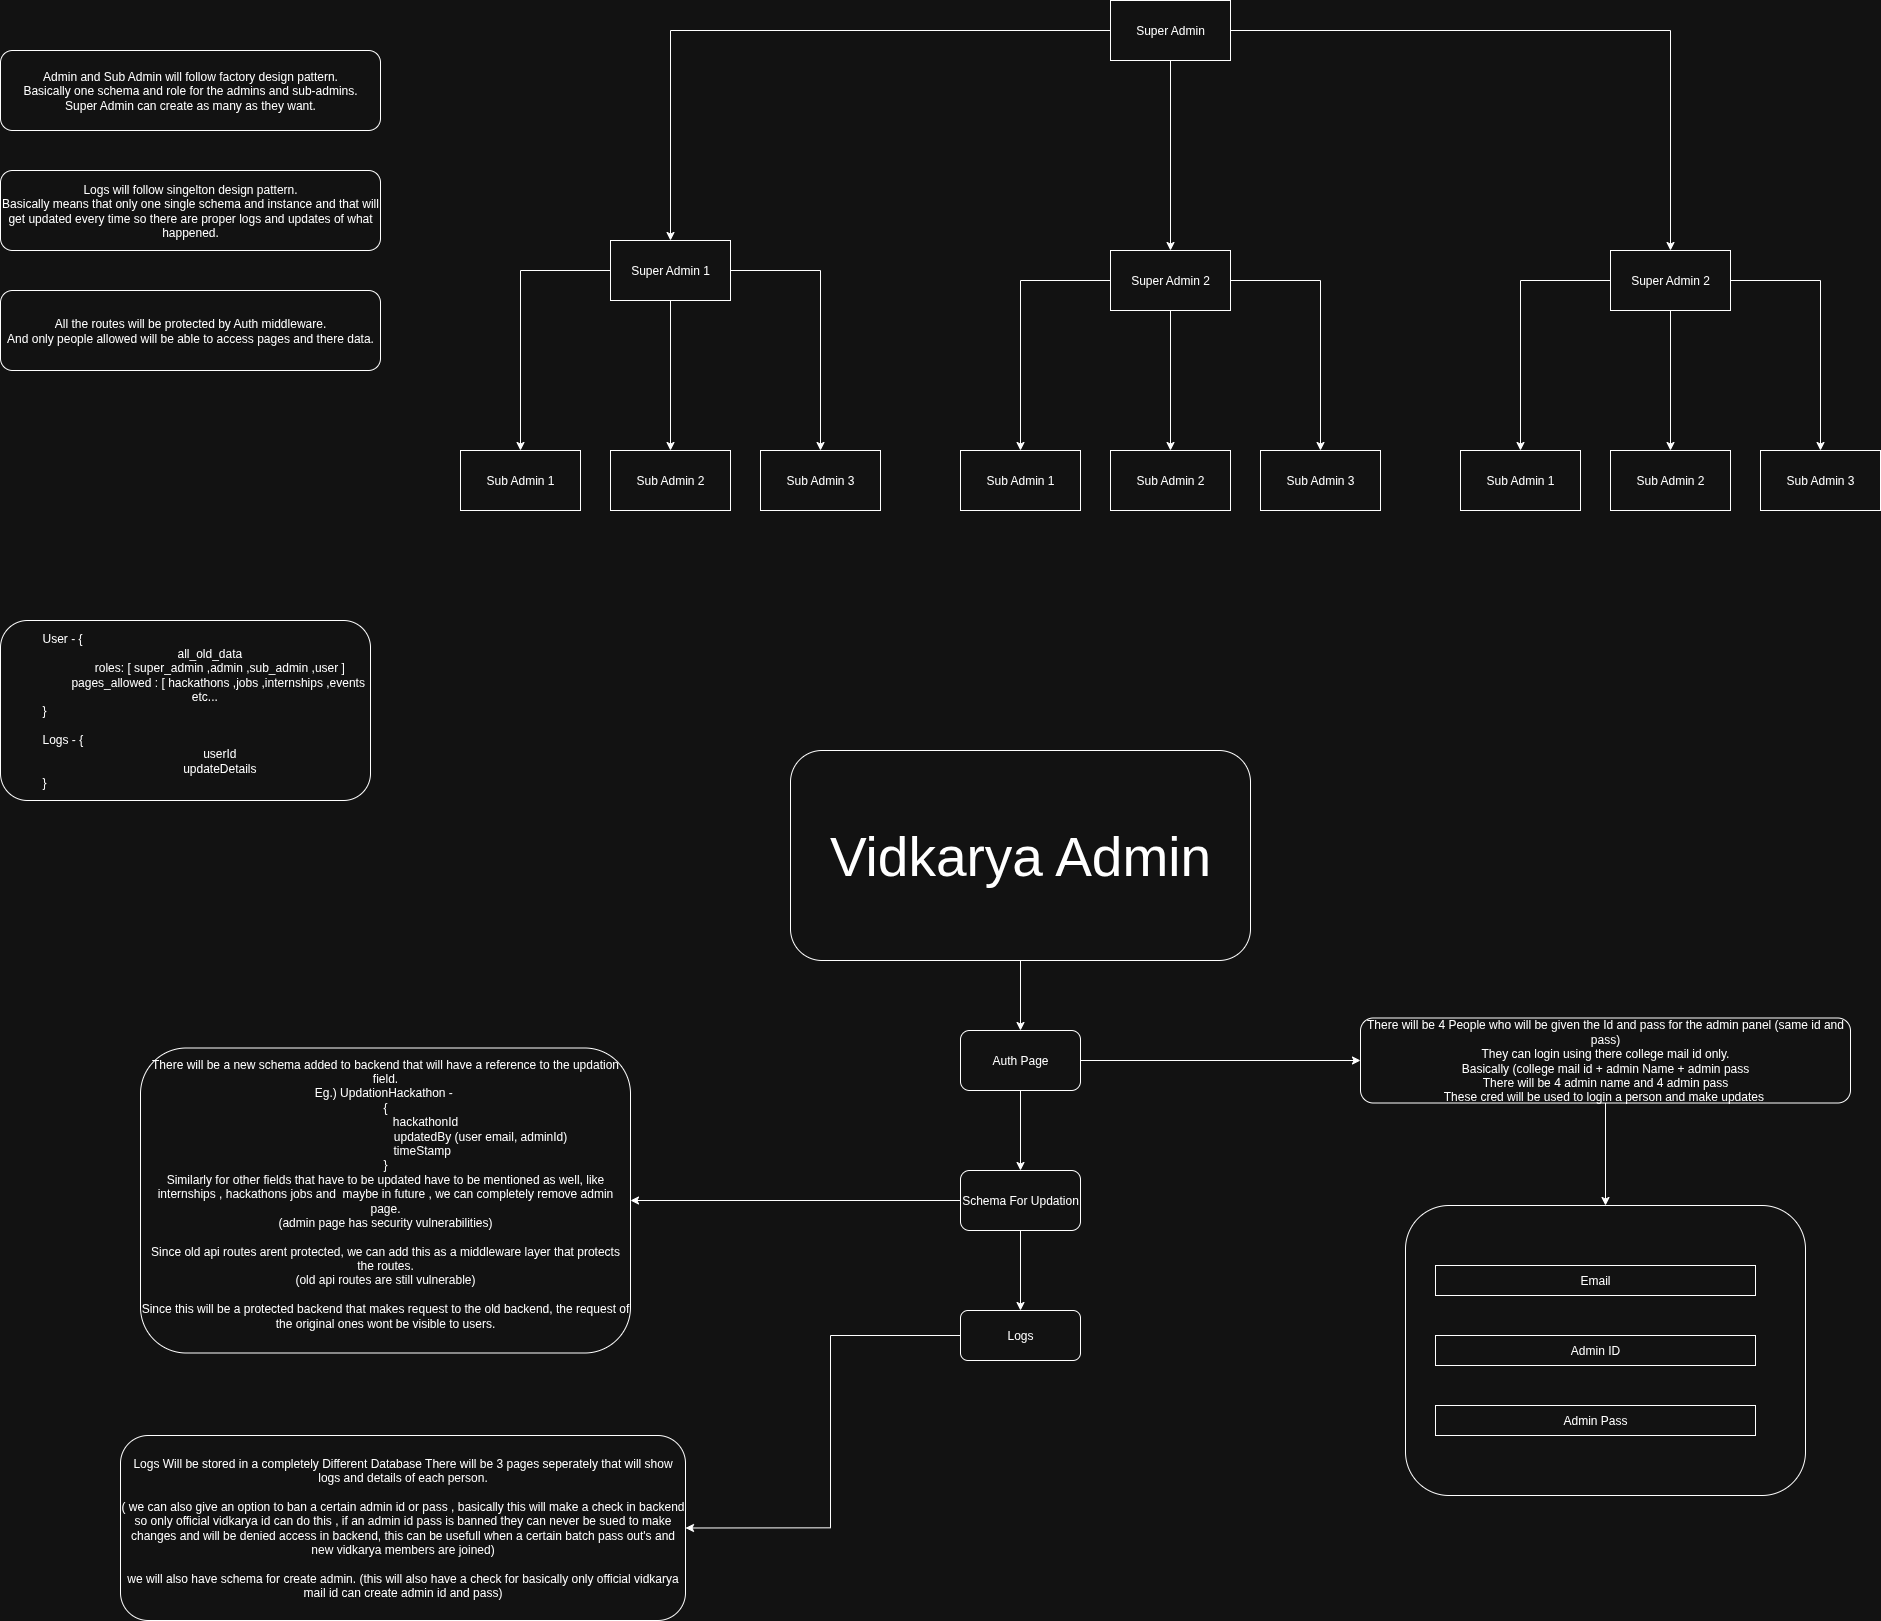 Super Admin
Admin and Sub Admin will follow factory design pattern.
Basically one schema and role for the admins and sub-admins.
Super Admin can create as many as they want.
Logs will follow singelton design pattern.
Basically means that only one single schema and instance and that will
get updated every time so there are proper logs and updates of what
happened.
All the routes will be protected by Auth middleware.
And only people allowed will be able to access pages and there data.
Super Admin 1
Super Admin 2
Super Admin 2
Sub Admin 1
Sub Admin 2
Sub Admin 3
Sub Admin 1
Sub Admin 2
Sub Admin 3
Sub Admin 1
Sub Admin 2
Sub Admin 3
User - {
all_old_data
roles: [ super_admin ,admin ,sub_admin ,user ]
pages_allowed : [ hackathons ,jobs ,internships ,events
etc...
}
Logs - {
userId
updateDetails
}
Vidkarya Admin
Auth Page
There will be 4 People who will be given the Id and pass for the admin panel (same id and
pass)
They can login using there college mail id only.
Basically (college mail id + admin Name + admin pass
There will be 4 admin name and 4 admin pass
These cred will be used to login a person and make updates
Email
Admin ID
Admin Pass
Schema For Updation
There will be a new schema added to backend that will have a reference to the updation
field.
Eg.) UpdationHackathon -
{
hackathonId
updatedBy (user email, adminId)
timeStamp
}
Similarly for other fields that have to be updated have to be mentioned as well, like
internships , hackathons jobs and  maybe in future , we can completely remove admin
page.
(admin page has security vulnerabilities)
Since old api routes arent protected, we can add this as a middleware layer that protects
the routes.
(old api routes are still vulnerable)
Since this will be a protected backend that makes request to the old backend, the request of
the original ones wont be visible to users.
Logs
Logs Will be stored in a completely Different Database There will be 3 pages seperately that will show
logs and details of each person.
( we can also give an option to ban a certain admin id or pass , basically this will make a check in backend
so only official vidkarya id can do this , if an admin id pass is banned they can never be sued to make
changes and will be denied access in backend, this can be usefull when a certain batch pass out's and
new vidkarya members are joined)
we will also have schema for create admin. (this will also have a check for basically only official vidkarya
mail id can create admin id and pass)